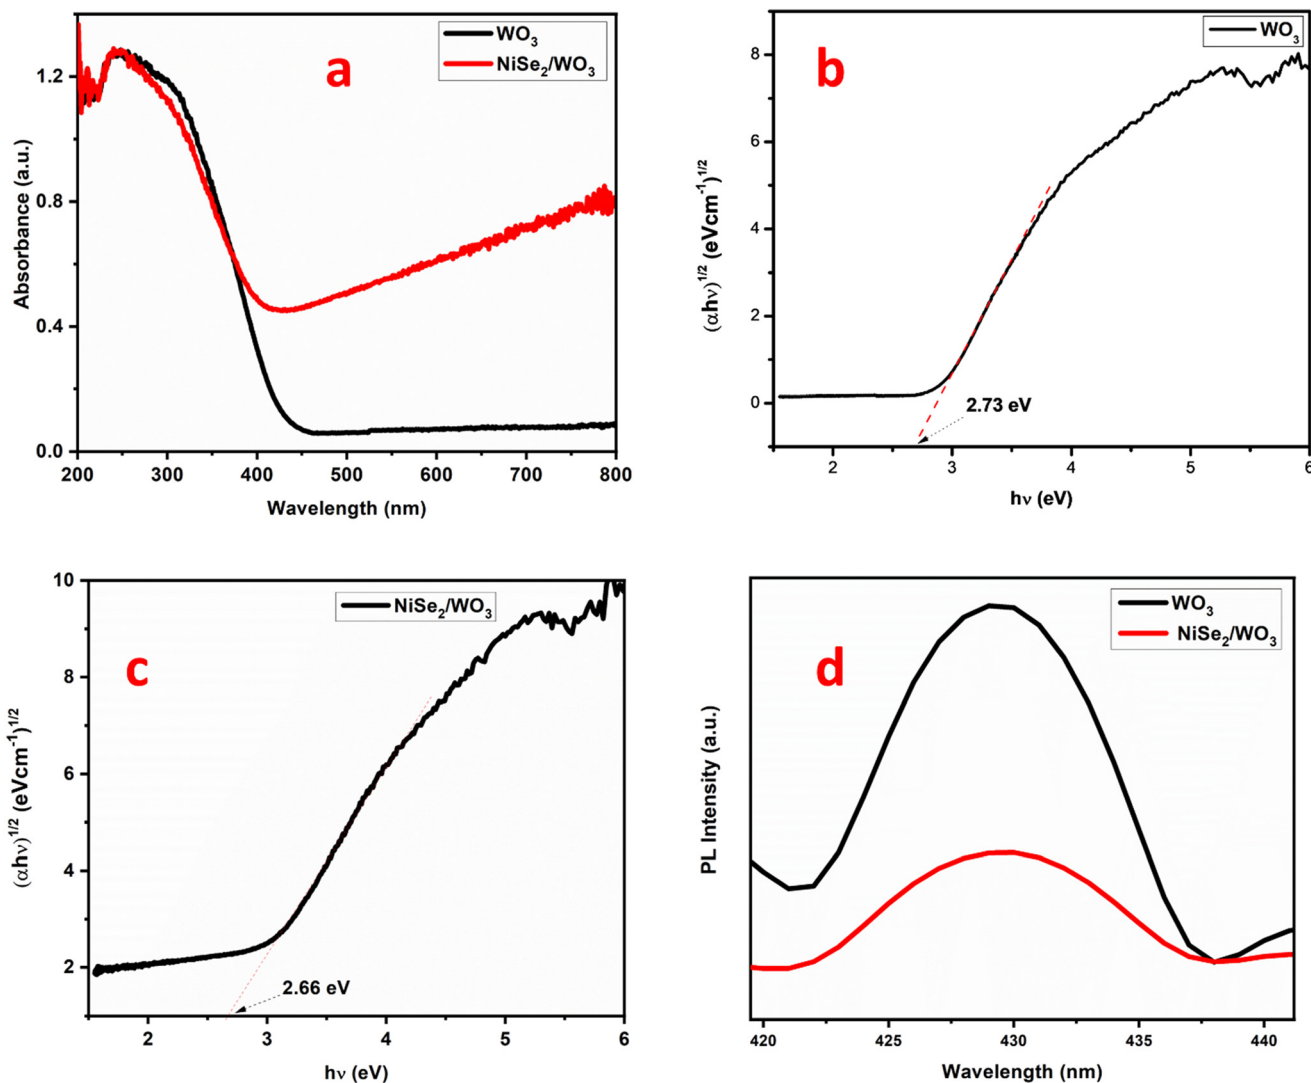 a
WO3
NiSe2/WO3
Absorbance (a.u.)
1.2
0.8
0.4
0.0
200 300 400 500 600 700 800
Wavelength (nm)
b
WO3
(αhν)1/2 (eVcm-1)1/2
8
6
4
2
0
2.73 eV
2 3 4 5 6
hν (eV)
c
NiSe2/WO3
(αhν)1/2 (eVcm-1)1/2
10
8
6
4
2
2.66 eV
2 3 4 5 6
hν (eV)
d
WO3
NiSe2/WO3
PL Intensity (a.u.)
420 425 430 435 440
Wavelength (nm)